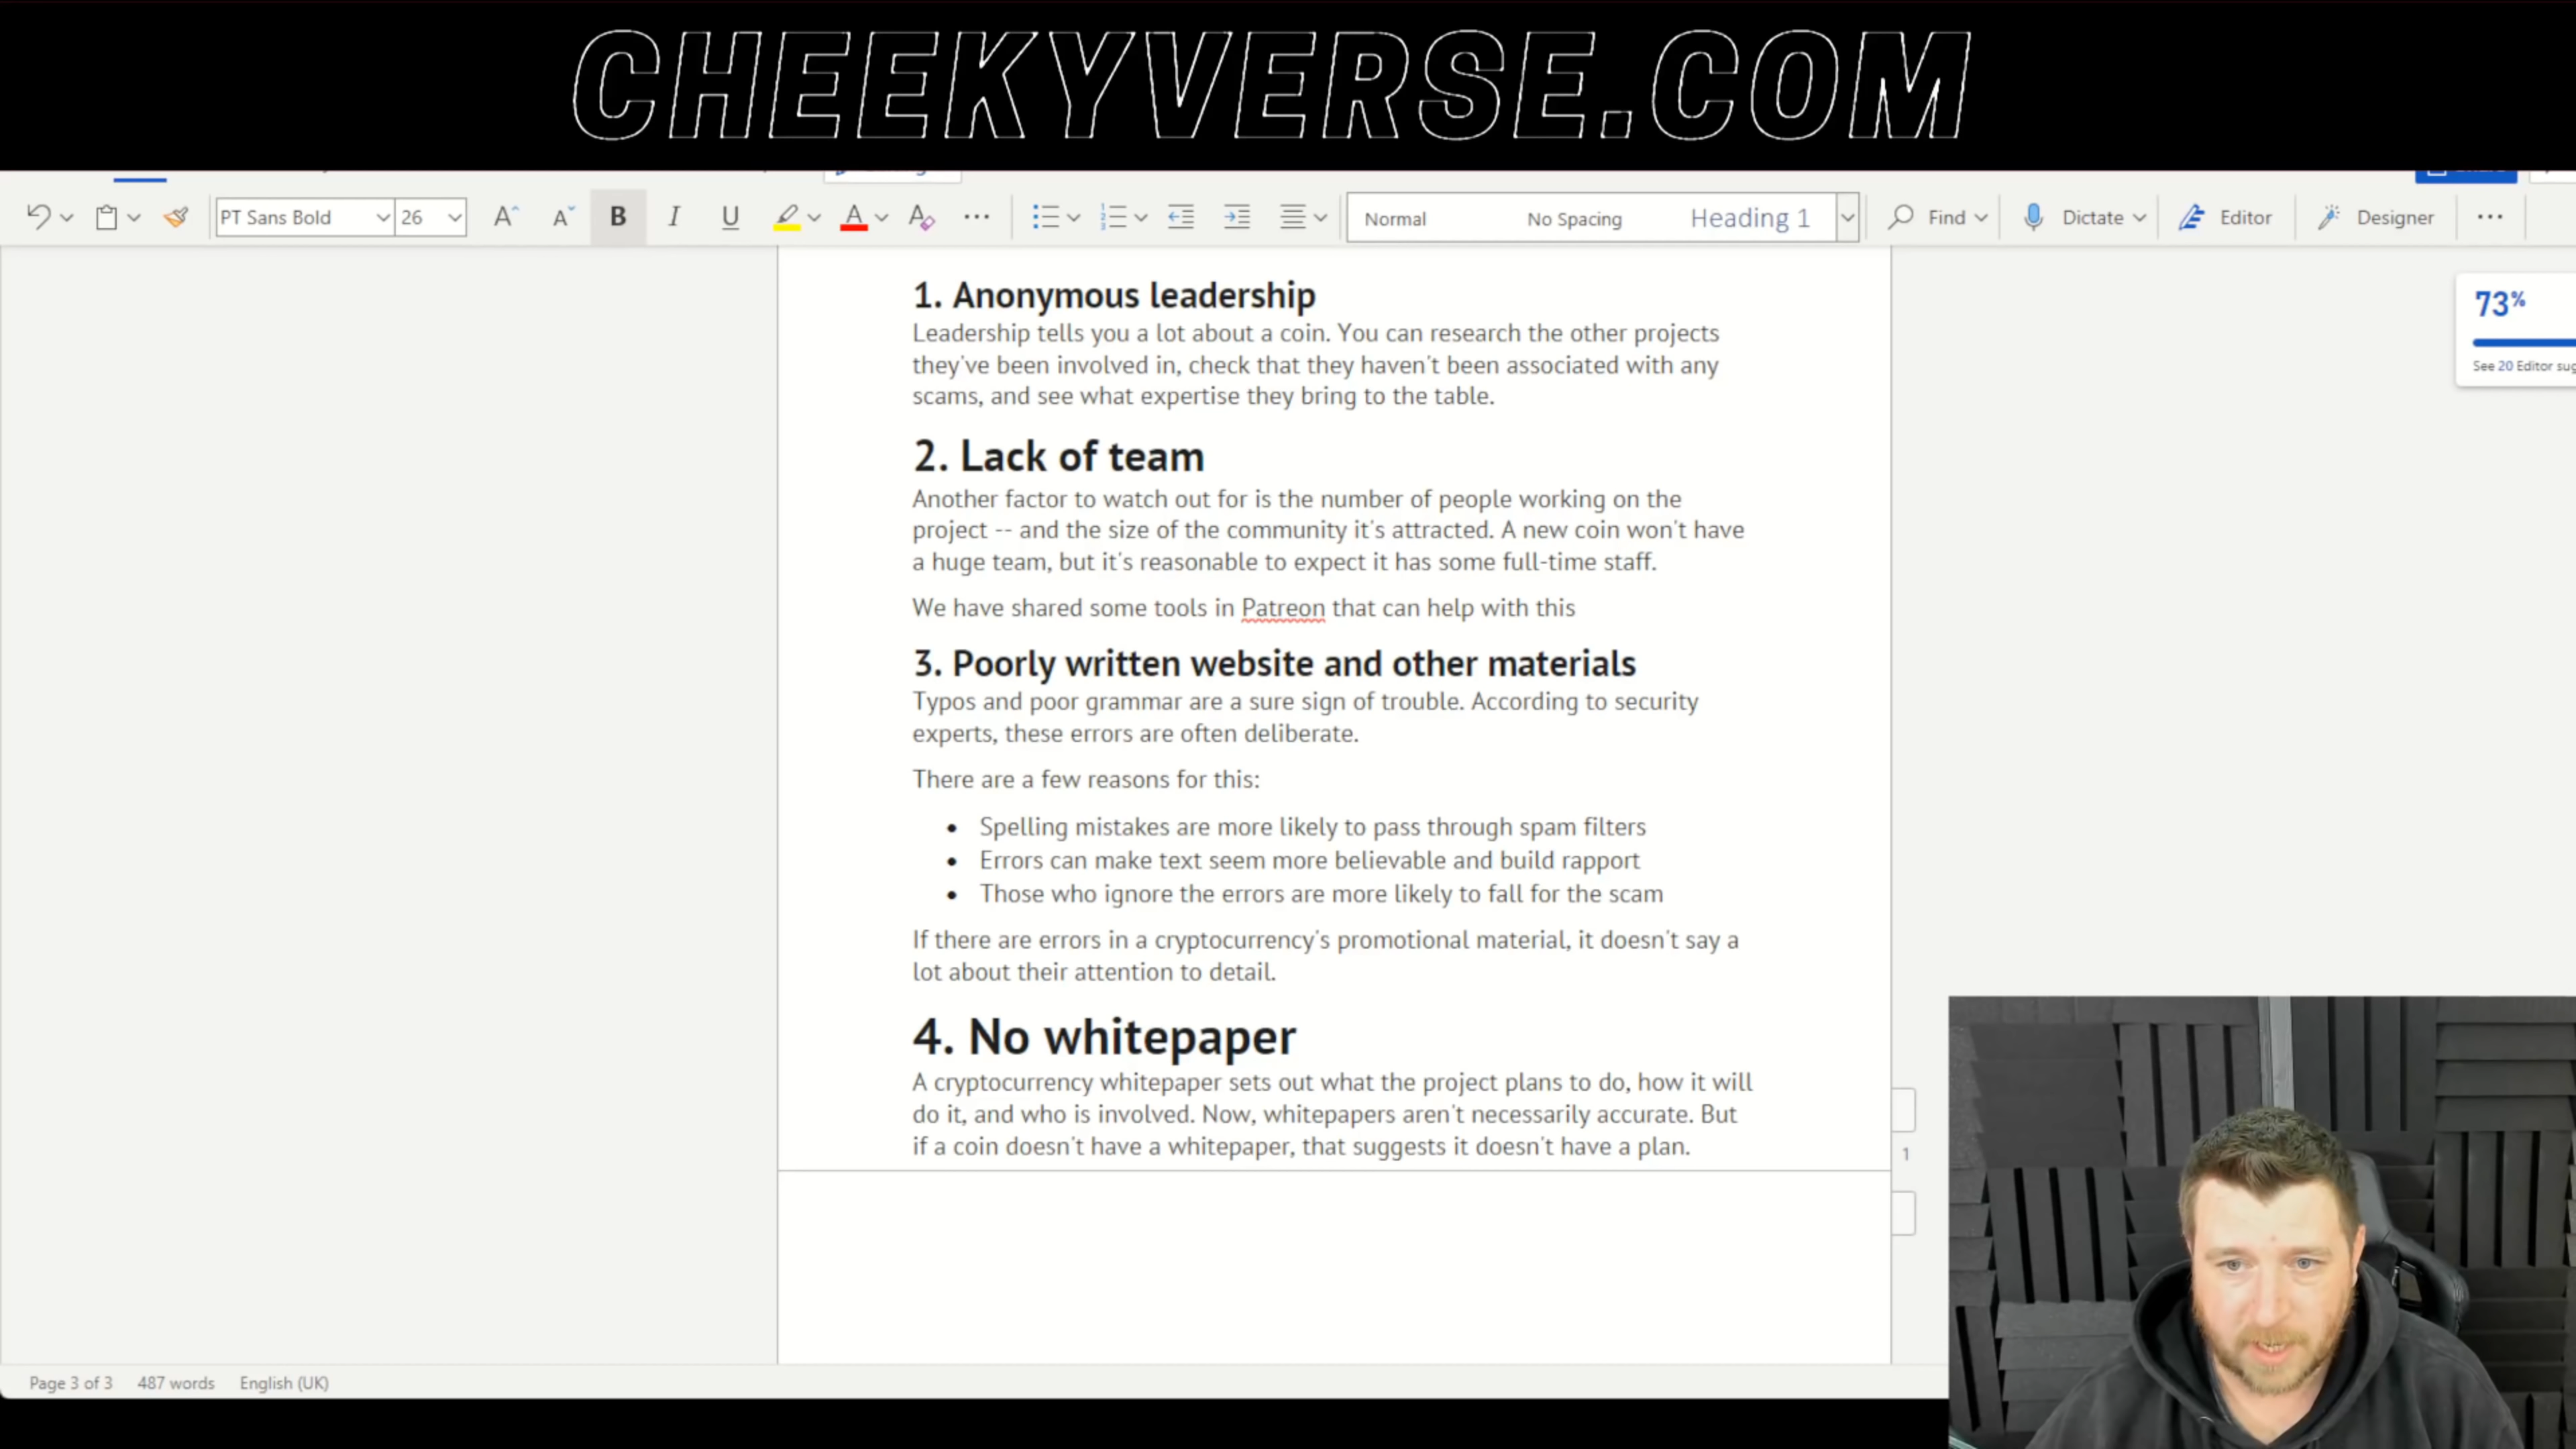 CHEEKYVERSE.COM
PT Sans Bold 26 A A B I U A A Normal No Spacing Heading 1 Find Dictate Editor Designer
73%
See 20 Editor
1. Anonymous leadership
Leadership tells you a lot about a coin. You can research the other projects
they've been involved in, check that they haven't been associated with any
scams, and see what expertise they bring to the table.
2. Lack of team
Another factor to watch out for is the number of people working on the
project -- and the size of the community it's attracted. A new coin won't have
a huge team, but it's reasonable to expect it has some full-time staff.
We have shared some tools in Patreon that can help with this
3. Poorly written website and other materials
Typos and poor grammar are a sure sign of trouble. According to security
experts, these errors are often deliberate.
There are a few reasons for this:
• Spelling mistakes are more likely to pass through spam filters
• Errors can make text seem more believable and build rapport
• Those who ignore the errors are more likely to fall for the scam
If there are errors in a cryptocurrency's promotional material, it doesn't say a
lot about their attention to detail.
4. No whitepaper
A cryptocurrency whitepaper sets out what the project plans to do, how it will
do it, and who is involved. Now, whitepapers aren't necessarily accurate. But
if a coin doesn't have a whitepaper, that suggests it doesn't have a plan.
1
Page 3 of 3 487 words English (UK)